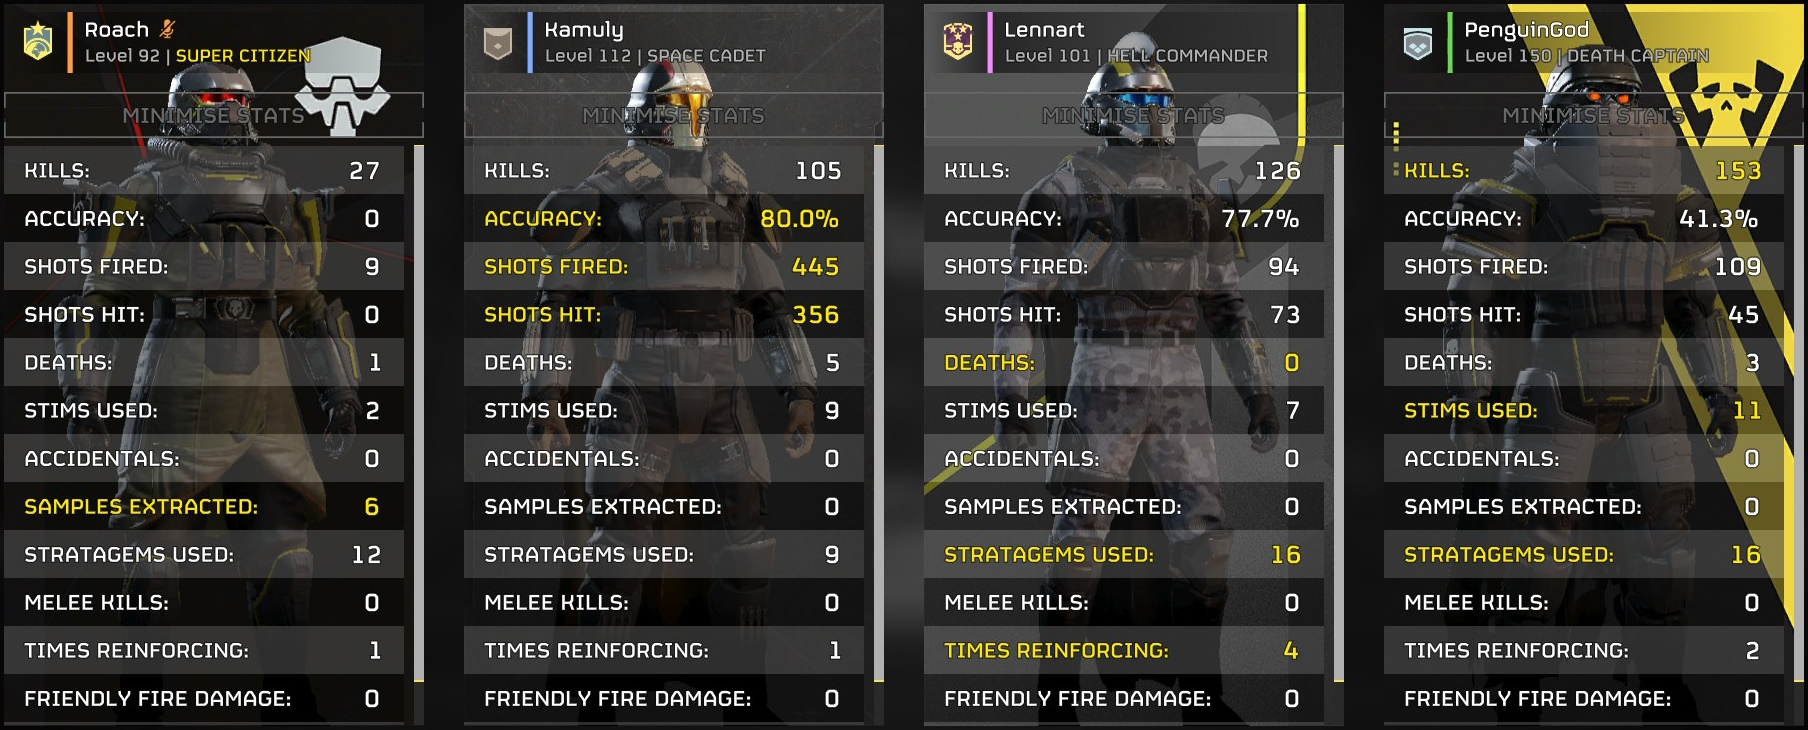 Roach
Level 92 | SUPER CITIZEN
MINIMISE STATS
KILLS: 27
ACCURACY: 0
SHOTS FIRED: 9
SHOTS HIT: 0
DEATHS: 1
STIMS USED: 2
ACCIDENTALS: 0
SAMPLES EXTRACTED: 6
STRATAGEMS USED: 12
MELEE KILLS: 0
TIMES REINFORCING: 1
FRIENDLY FIRE DAMAGE: 0
Kamuly
Level 112 | SPACE CADET
MINIMISE STATS
KILLS: 105
ACCURACY: 80.0%
SHOTS FIRED: 445
SHOTS HIT: 356
DEATHS: 5
STIMS USED: 9
ACCIDENTALS: 0
SAMPLES EXTRACTED: 0
STRATAGEMS USED: 9
MELEE KILLS: 0
TIMES REINFORCING: 1
FRIENDLY FIRE DAMAGE: 0
Lennart
Level 101 | HELL COMMANDER
MINIMISE STATS
KILLS: 126
ACCURACY: 77.7%
SHOTS FIRED: 94
SHOTS HIT: 73
DEATHS: 0
STIMS USED: 7
ACCIDENTALS: 0
SAMPLES EXTRACTED: 0
STRATAGEMS USED: 16
MELEE KILLS: 0
TIMES REINFORCING: 4
FRIENDLY FIRE DAMAGE: 0
PenguinGod
Level 150 | DEATH CAPTAIN
MINIMISE STATS
KILLS: 153
ACCURACY: 41.3%
SHOTS FIRED: 109
SHOTS HIT: 45
DEATHS: 3
STIMS USED: 11
ACCIDENTALS: 0
SAMPLES EXTRACTED: 0
STRATAGEMS USED: 16
MELEE KILLS: 0
TIMES REINFORCING: 2
FRIENDLY FIRE DAMAGE: 0